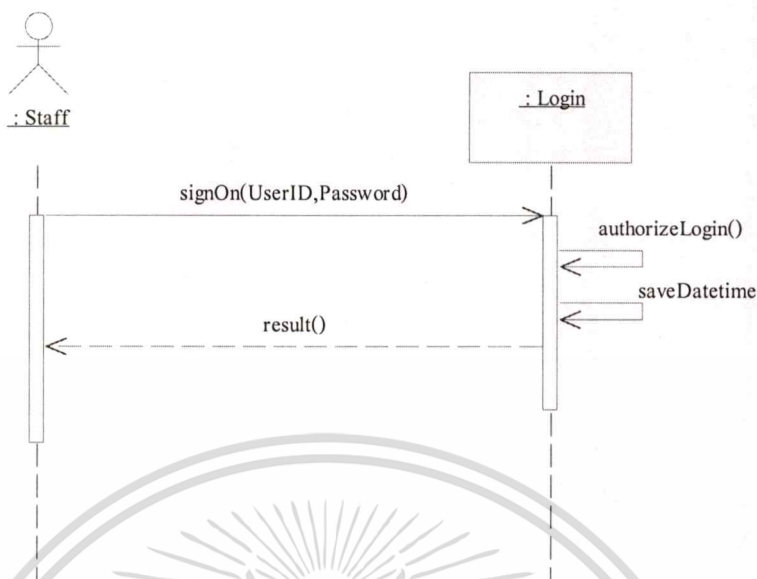 : Staff
: Login
signOn(UserID,Password)
authorizeLogin()
saveDatetime
result()